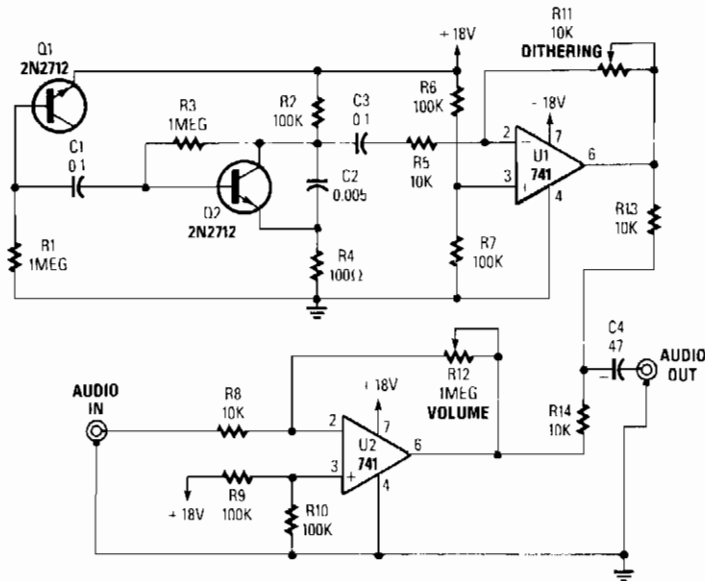 Q1
2N2712
R3
1MEG
C1
0.1
R1
1MEG
Q2
2N2712
R2
100K
C2
0.005
R4
100Ω
C3
0.1
R5
10K
+18V
R6
100K
R7
100K
R11
10K
DITHERING
-18V
2
-
7
U1
741
6
3
+
4
R13
10K
C4
47
-
AUDIO
OUT
R14
10K
AUDIO
IN
R8
10K
R12
1MEG
VOLUME
+18V
2
7
U2
741
6
3
+
4
+18V
R9
100K
R10
100K